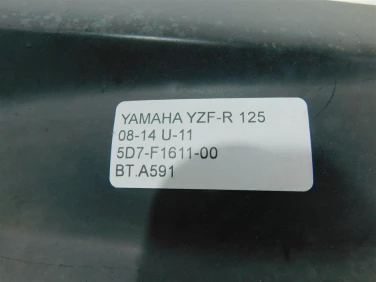 YAMAHA YZF-R 125
08-14 U-11
5D7-F1611-00
BT.A591